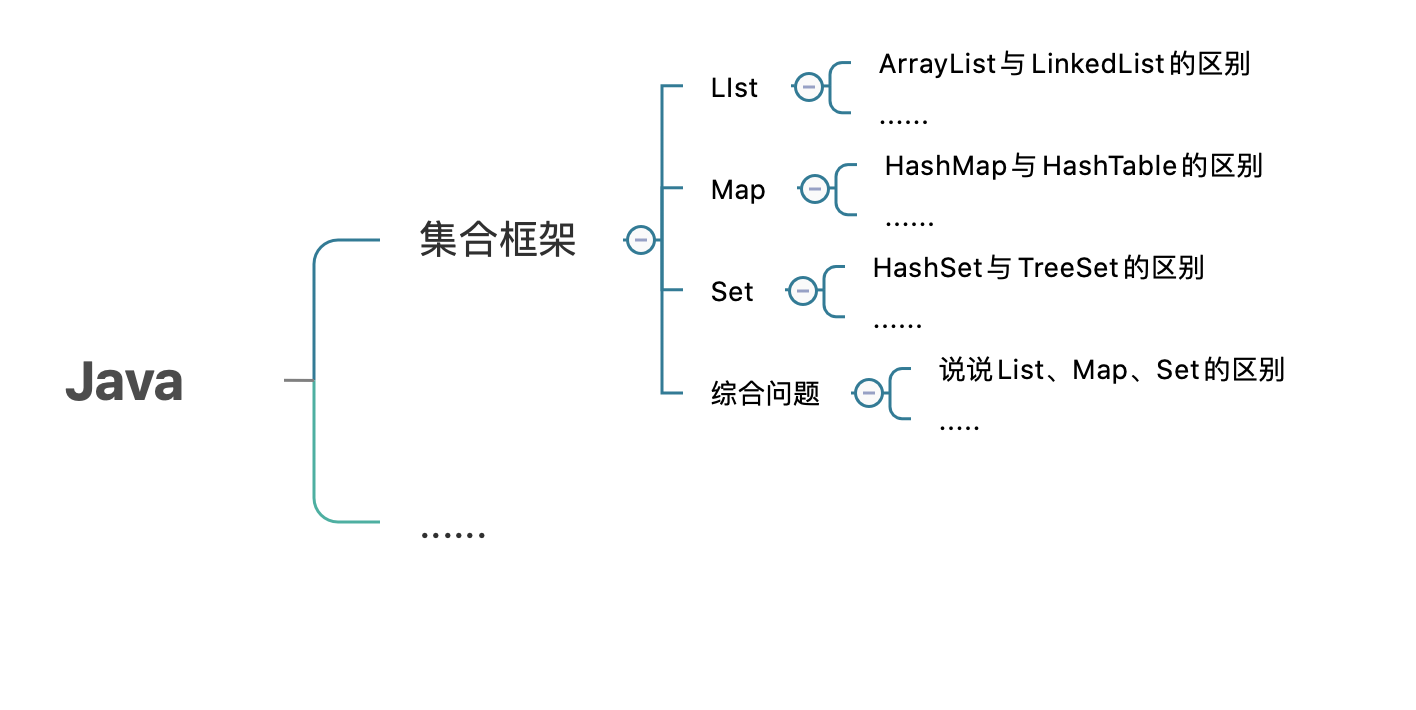 Java
集合框架
LIst
ArrayList与LinkedList的区别
......
Map
HashMap与HashTable的区别
......
Set
HashSet与TreeSet的区别
......
综合问题
说说List、Map、Set的区别
.....
......